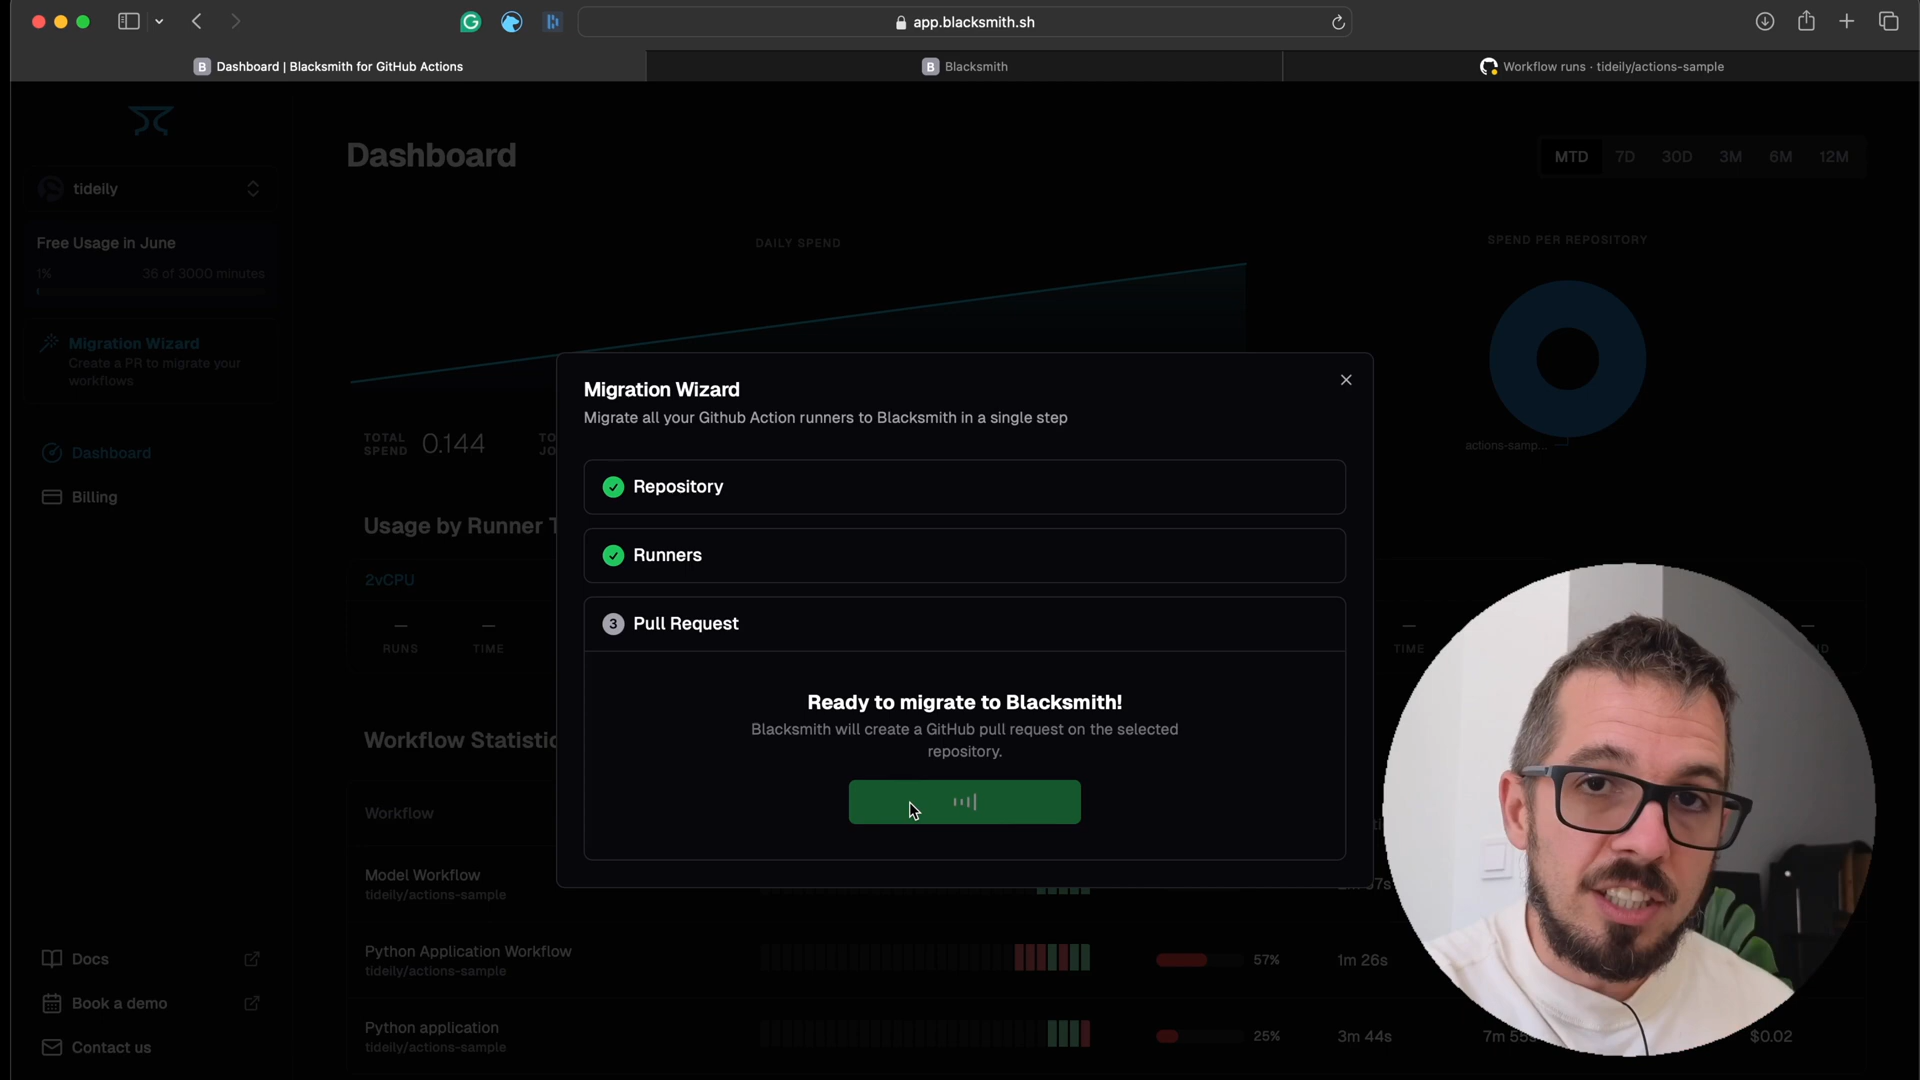 app.blacksmith.sh
B Dashboard | Blacksmith for GitHub Actions
B Blacksmith
Workflow runs · tideily/actions-sample
Dashboard
MTD 7D 30D 3M 6M 12M
tideily
Free Usage in June
1% 36 of 3000 minutes
Migration Wizard
Create a PR to migrate your
workflows
Dashboard
Billing
DAILY SPEND
SPEND PER REPOSITORY
actions-samp...
TOTAL
SPEND
0.144
TO
JO
Usage by Runner T
2vCPU
— — — —
RUNS TIME TIME
Migration Wizard
Migrate all your Github Action runners to Blacksmith in a single step
Repository
Runners
3 Pull Request
Ready to migrate to Blacksmith!
Blacksmith will create a GitHub pull request on the selected
repository.
Workflow Statistic
Workflow
Model Workflow
tideily/actions-sample
Python Application Workflow
tideily/actions-sample
57% 1m 26s
Python application
tideily/actions-sample
25% 3m 44s 7m 55s $0.02
Docs
Book a demo
Contact us